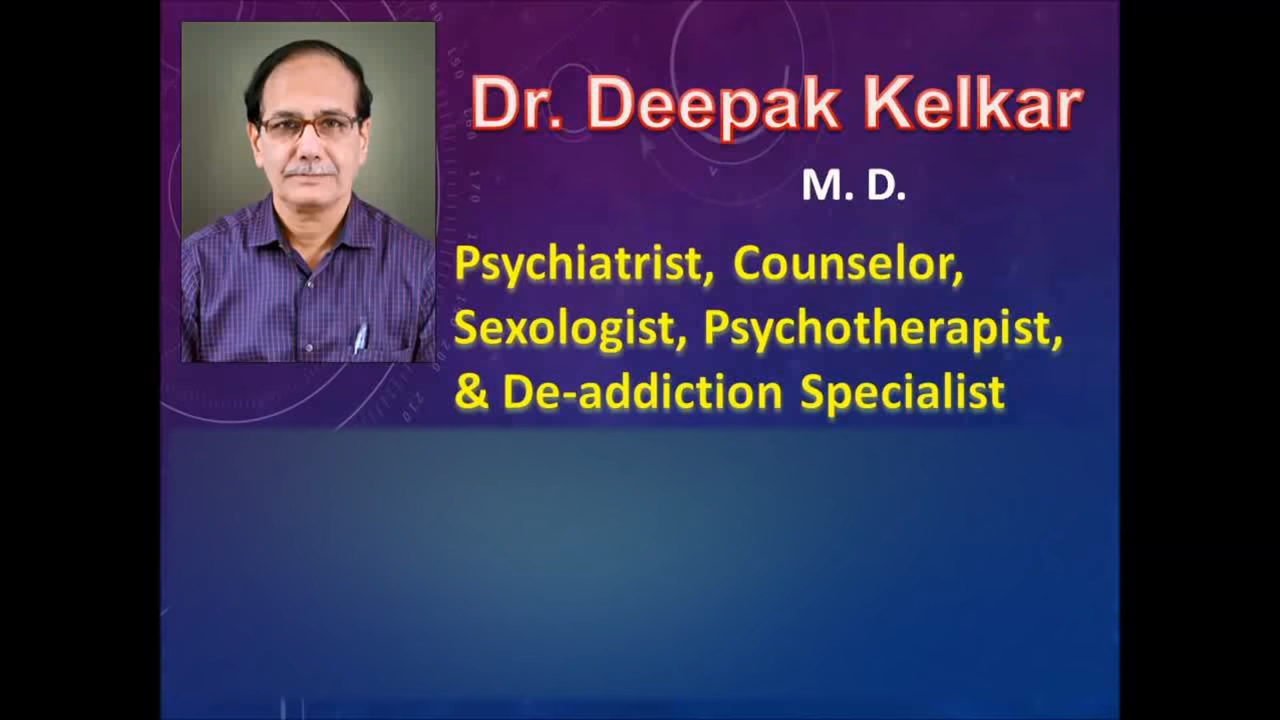 Dr. Deepak Kelkar
M. D.
Psychiatrist, Counselor,
Sexologist, Psychotherapist,
& De-addiction Specialist